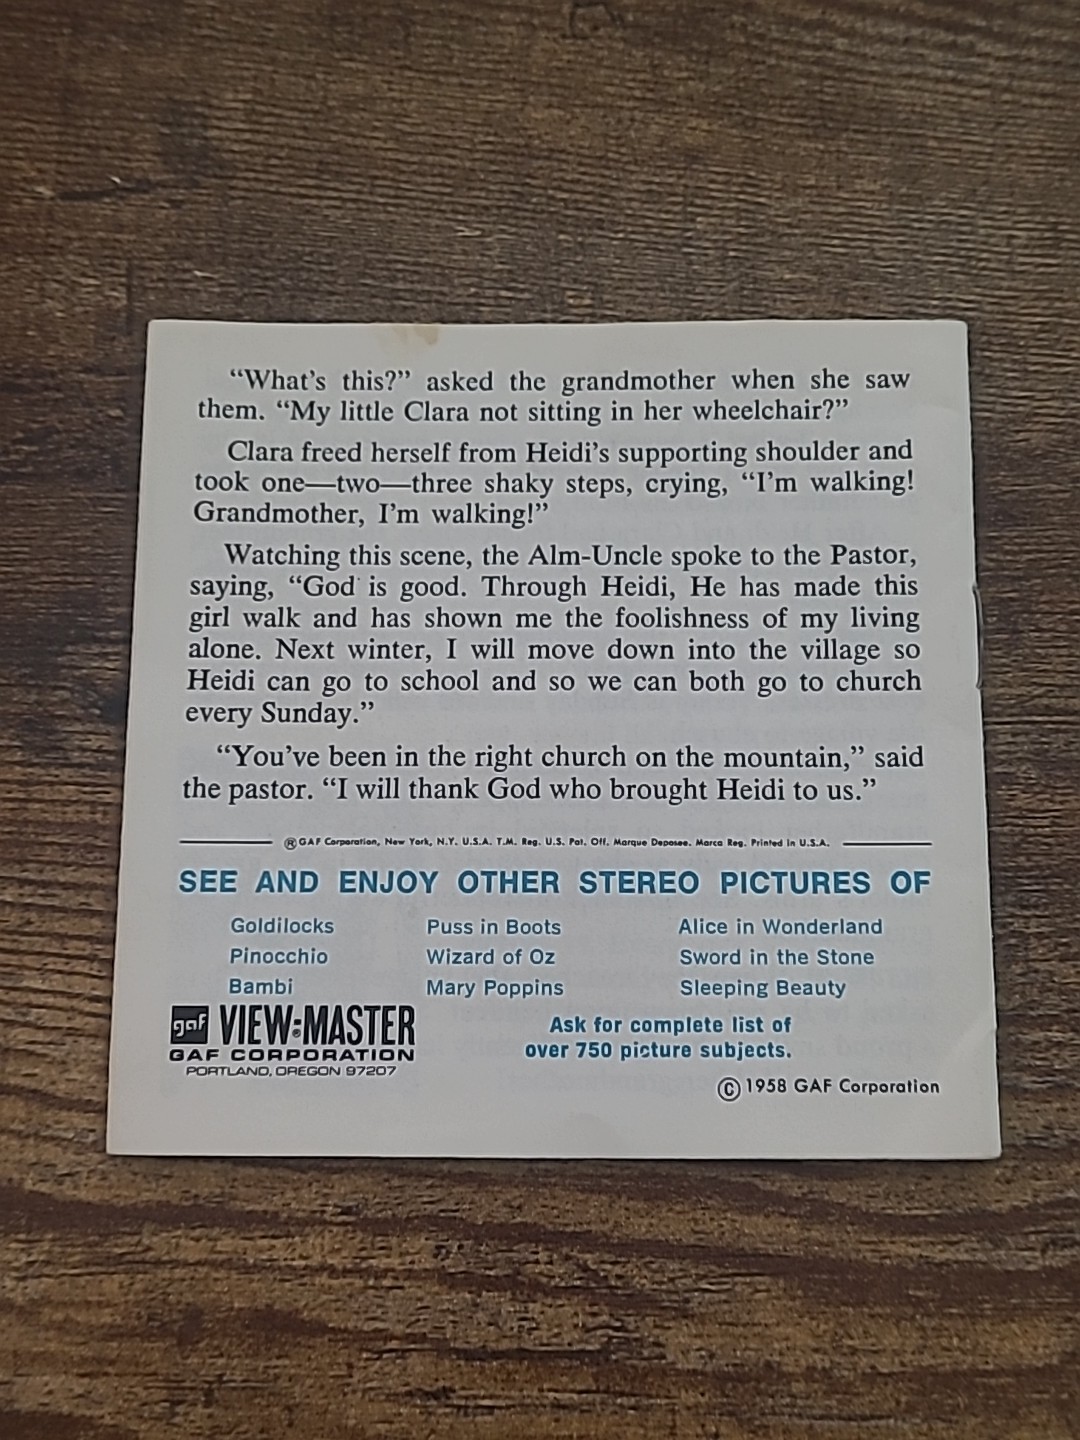 “What’s this?” asked the grandmother when she saw
them. “My little Clara not sitting in her wheelchair?”
Clara freed herself from Heidi’s supporting shoulder and
took one—two—three shaky steps, crying, “I’m walking!
Grandmother, I’m walking!”
Watching this scene, the Alm-Uncle spoke to the Pastor,
saying, “God is good. Through Heidi, He has made this
girl walk and has shown me the foolishness of my living
alone. Next winter, I will move down into the village so
Heidi can go to school and so we can both go to church
every Sunday.”
“You’ve been in the right church on the mountain,” said
the pastor. “I will thank God who brought Heidi to us.”
® GAF Corporation, New York, N.Y. U.S.A. T.M. Reg. U.S. Pat. Off. Marque Deposee. Marca Reg. Printed in U.S.A.
SEE AND ENJOY OTHER STEREO PICTURES OF
Goldilocks Puss in Boots Alice in Wonderland
Pinocchio Wizard of Oz Sword in the Stone
Bambi Mary Poppins Sleeping Beauty
gaf VIEW-MASTER®
GAF CORPORATION
PORTLAND, OREGON 97207
Ask for complete list of
over 750 picture subjects.
© 1958 GAF Corporation